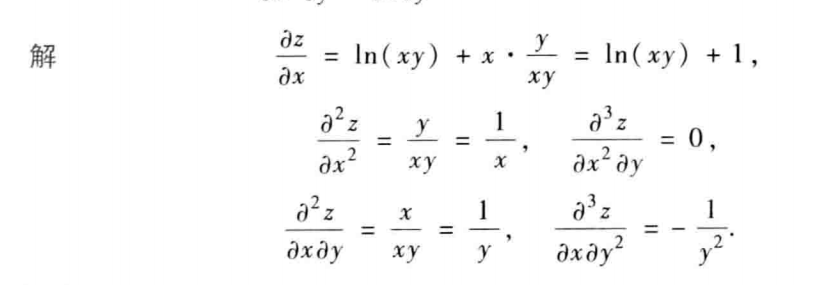 解 ∂z/∂x = ln(xy) + x · y/xy = ln(xy) + 1,
∂²z/∂x² = y/xy = 1/x, ∂³z/∂x²∂y = 0,
∂²z/∂x∂y = x/xy = 1/y, ∂³z/∂x∂y² = - 1/y².